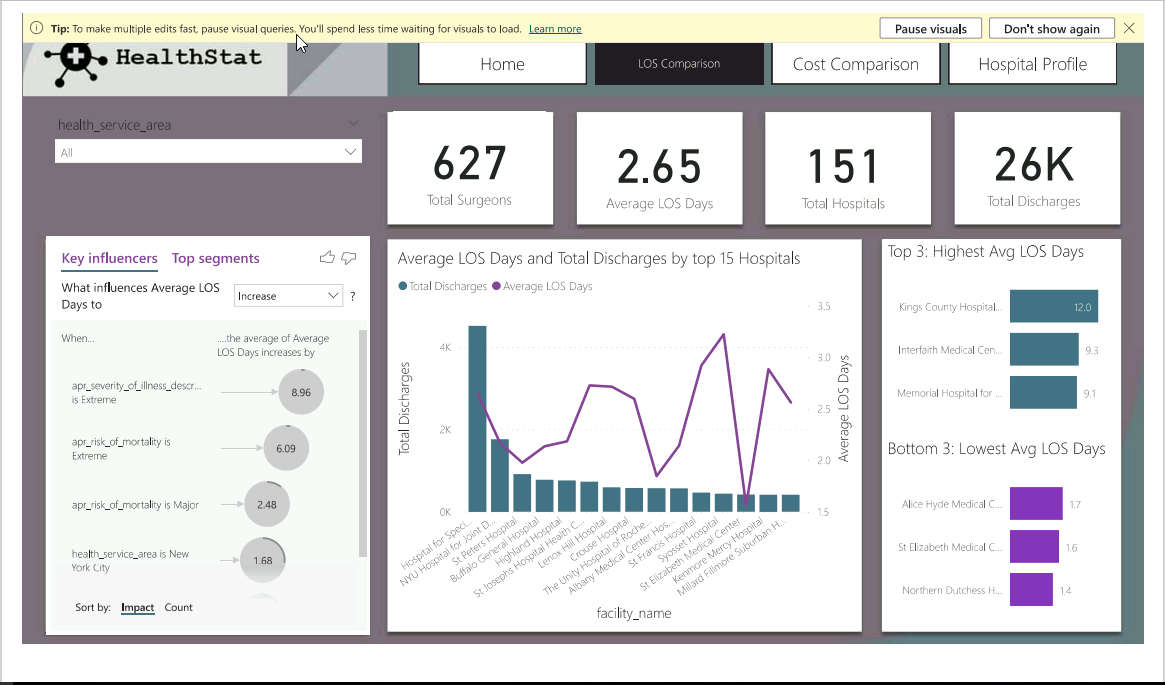 Tip: To make multiple edits fast, pause visual queries. You'll spend less time waiting for visuals to load. Learn more
Pause visuals
Don't show again
HealthStat
Home
LOS Comparison
Cost Comparison
Hospital Profile
health_service_area
All
627
Total Surgeons
2.65
Average LOS Days
151
Total Hospitals
26K
Total Discharges
Key influencers
Top segments
What influences Average LOS
Days to
Increase
?
When...
....the average of Average
LOS Days increases by
apr_severity_of_illness_descr...
is Extreme
8.96
apr_risk_of_mortality is
Extreme
6.09
apr_risk_of_mortality is Major
2.48
health_service_area is New
York City
1.68
Sort by: Impact Count
Average LOS Days and Total Discharges by top 15 Hospitals
Total Discharges Average LOS Days
Total Discharges
4K
2K
0K
3.5
3.0
2.5
2.0
1.5
Average LOS Days
Hospital for Speci...
NYU Hospital for Joint D...
St Peters Hospital
Buffalo General Hospital
Highland Hospital
St Josephs Hospital Health C...
Lenox Hill Hospital
Crouse Hospital
The Unity Hospital of Roche...
Albany Medical Center Hos...
St Francis Hospital
Syosset Hospital
St Elizabeth Medical Center
Kenmore Mercy Hospital
Millard Fillmore Suburban H...
facility_name
Top 3: Highest Avg LOS Days
Kings County Hospital...
12.0
Interfaith Medical Cen...
9.3
Memorial Hospital for ...
9.1
Bottom 3: Lowest Avg LOS Days
Alice Hyde Medical C...
1.7
St Elizabeth Medical C...
1.6
Northern Dutchess H...
1.4